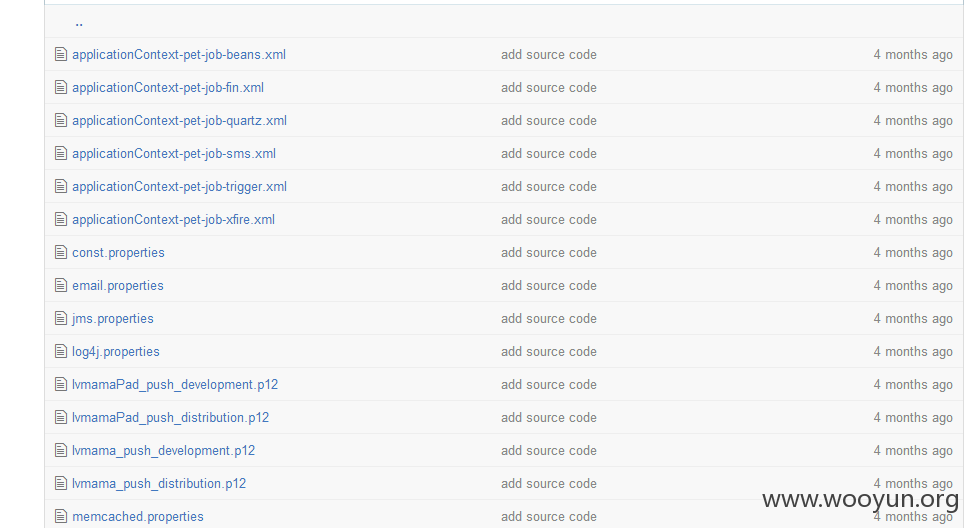 ..
applicationContext-pet-job-beans.xml add source code 4 months ago
applicationContext-pet-job-fin.xml add source code 4 months ago
applicationContext-pet-job-quartz.xml add source code 4 months ago
applicationContext-pet-job-sms.xml add source code 4 months ago
applicationContext-pet-job-trigger.xml add source code 4 months ago
applicationContext-pet-job-xfire.xml add source code 4 months ago
const.properties add source code 4 months ago
email.properties add source code 4 months ago
jms.properties add source code 4 months ago
log4j.properties add source code 4 months ago
lvmamaPad_push_development.p12 add source code 4 months ago
lvmamaPad_push_distribution.p12 add source code 4 months ago
lvmama_push_development.p12 add source code 4 months ago
lvmama_push_distribution.p12 add source code 4 months ago
www.wooyun.org
memcached.properties add source code 4 months ago